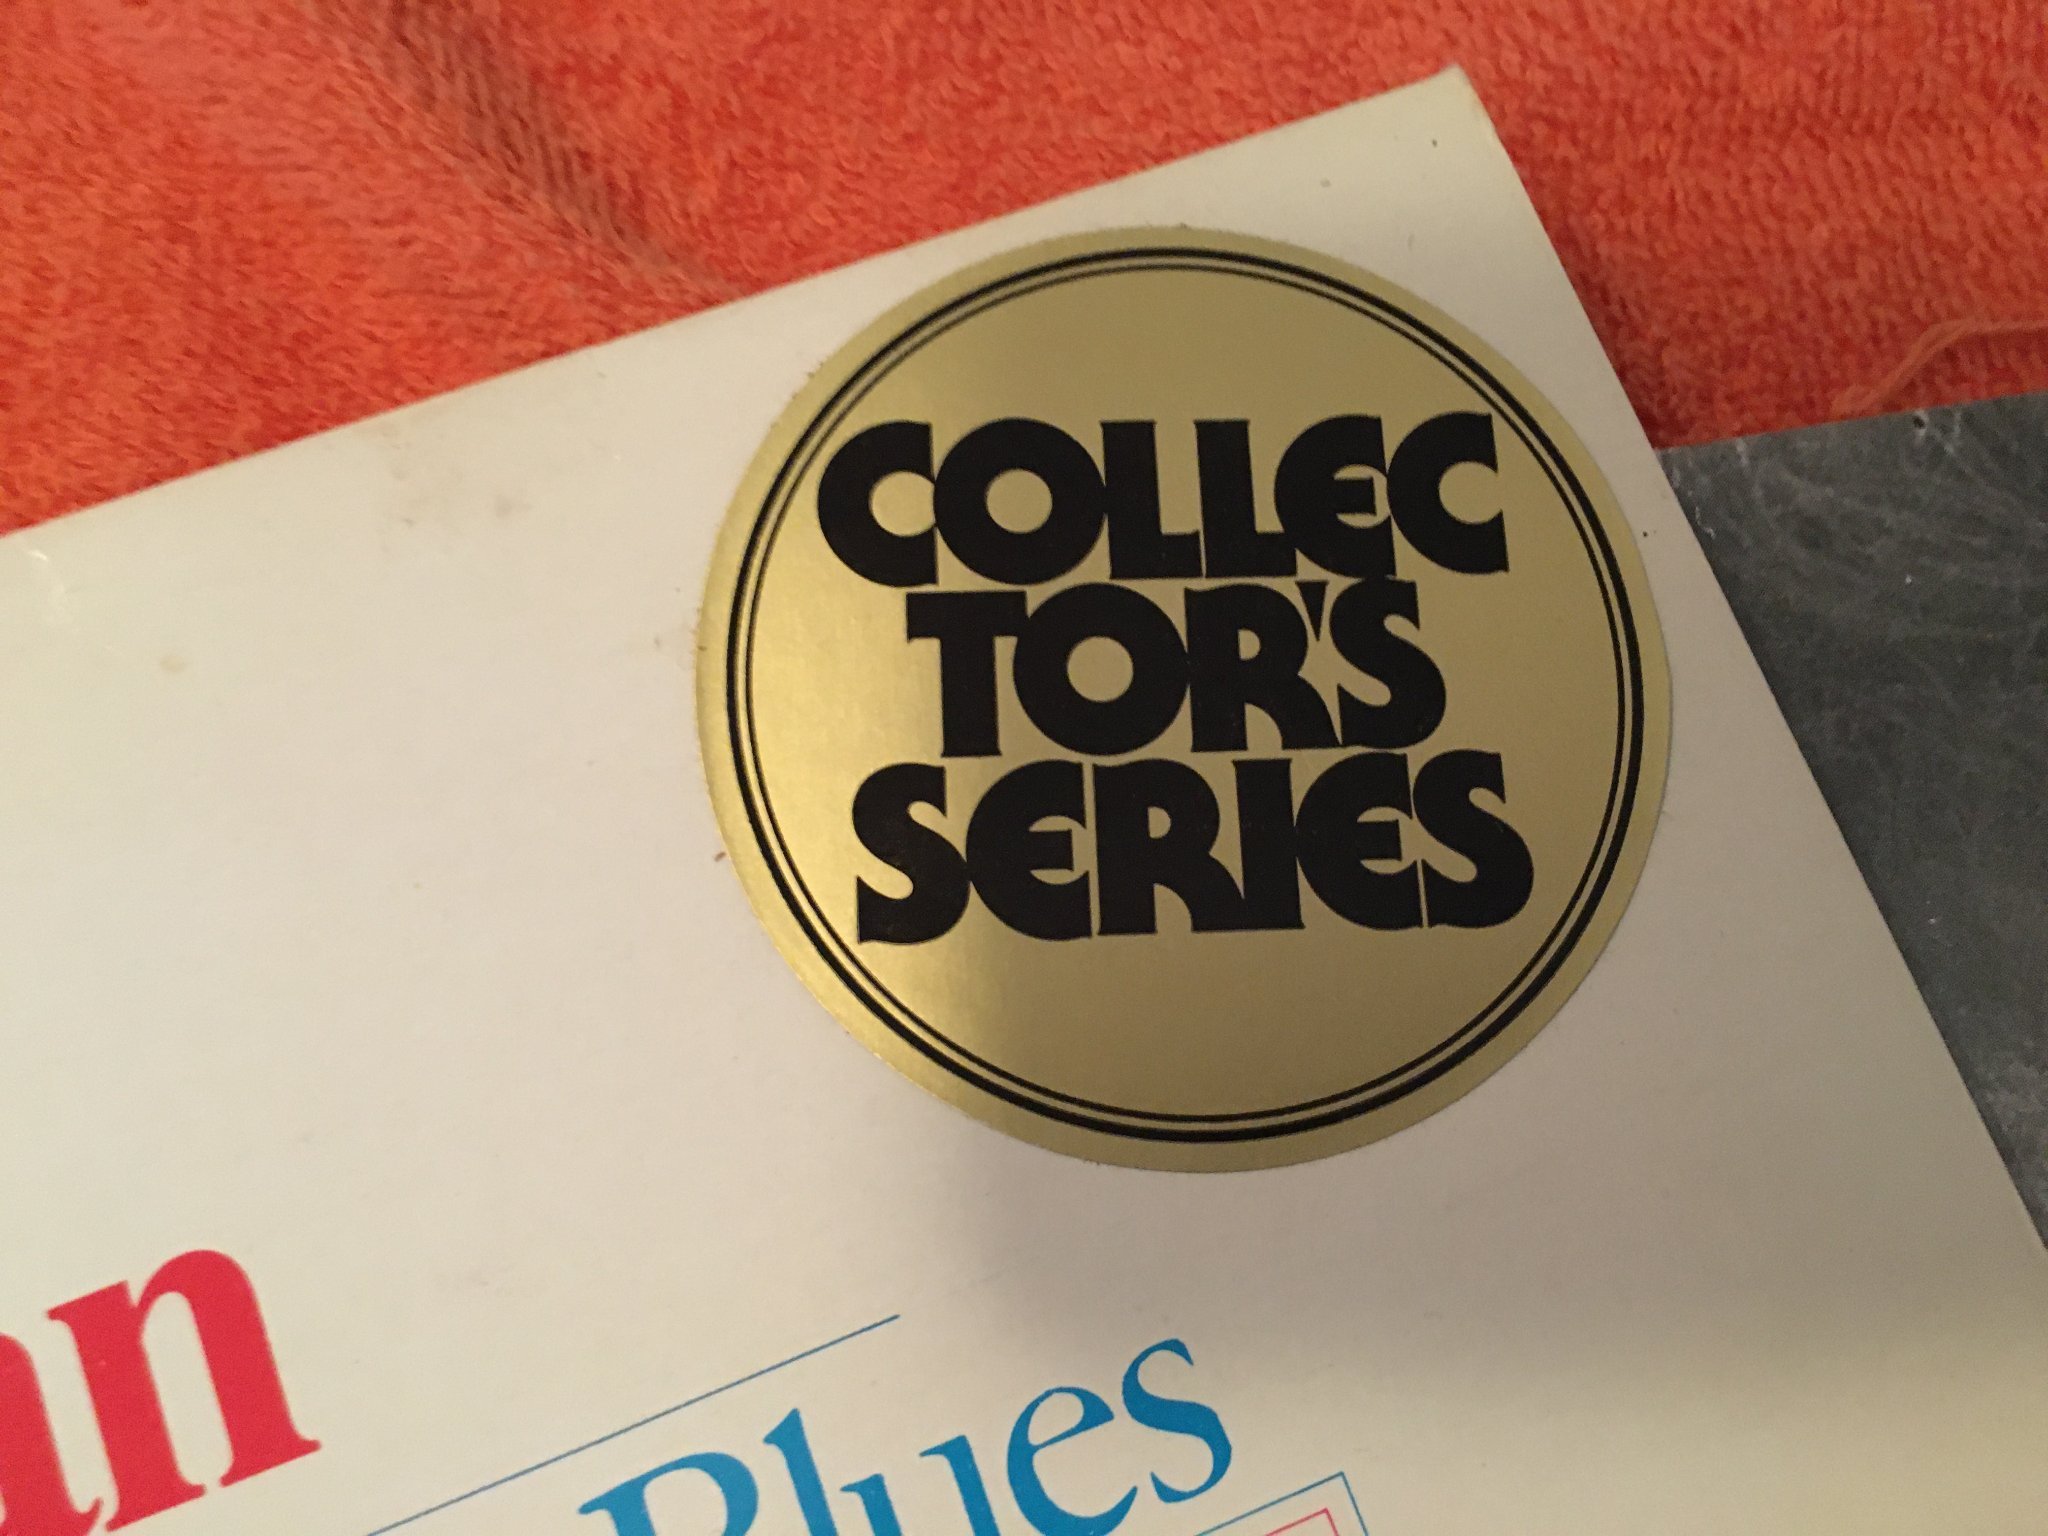 COLLEC
TOR'S
SERIES
an
Blues